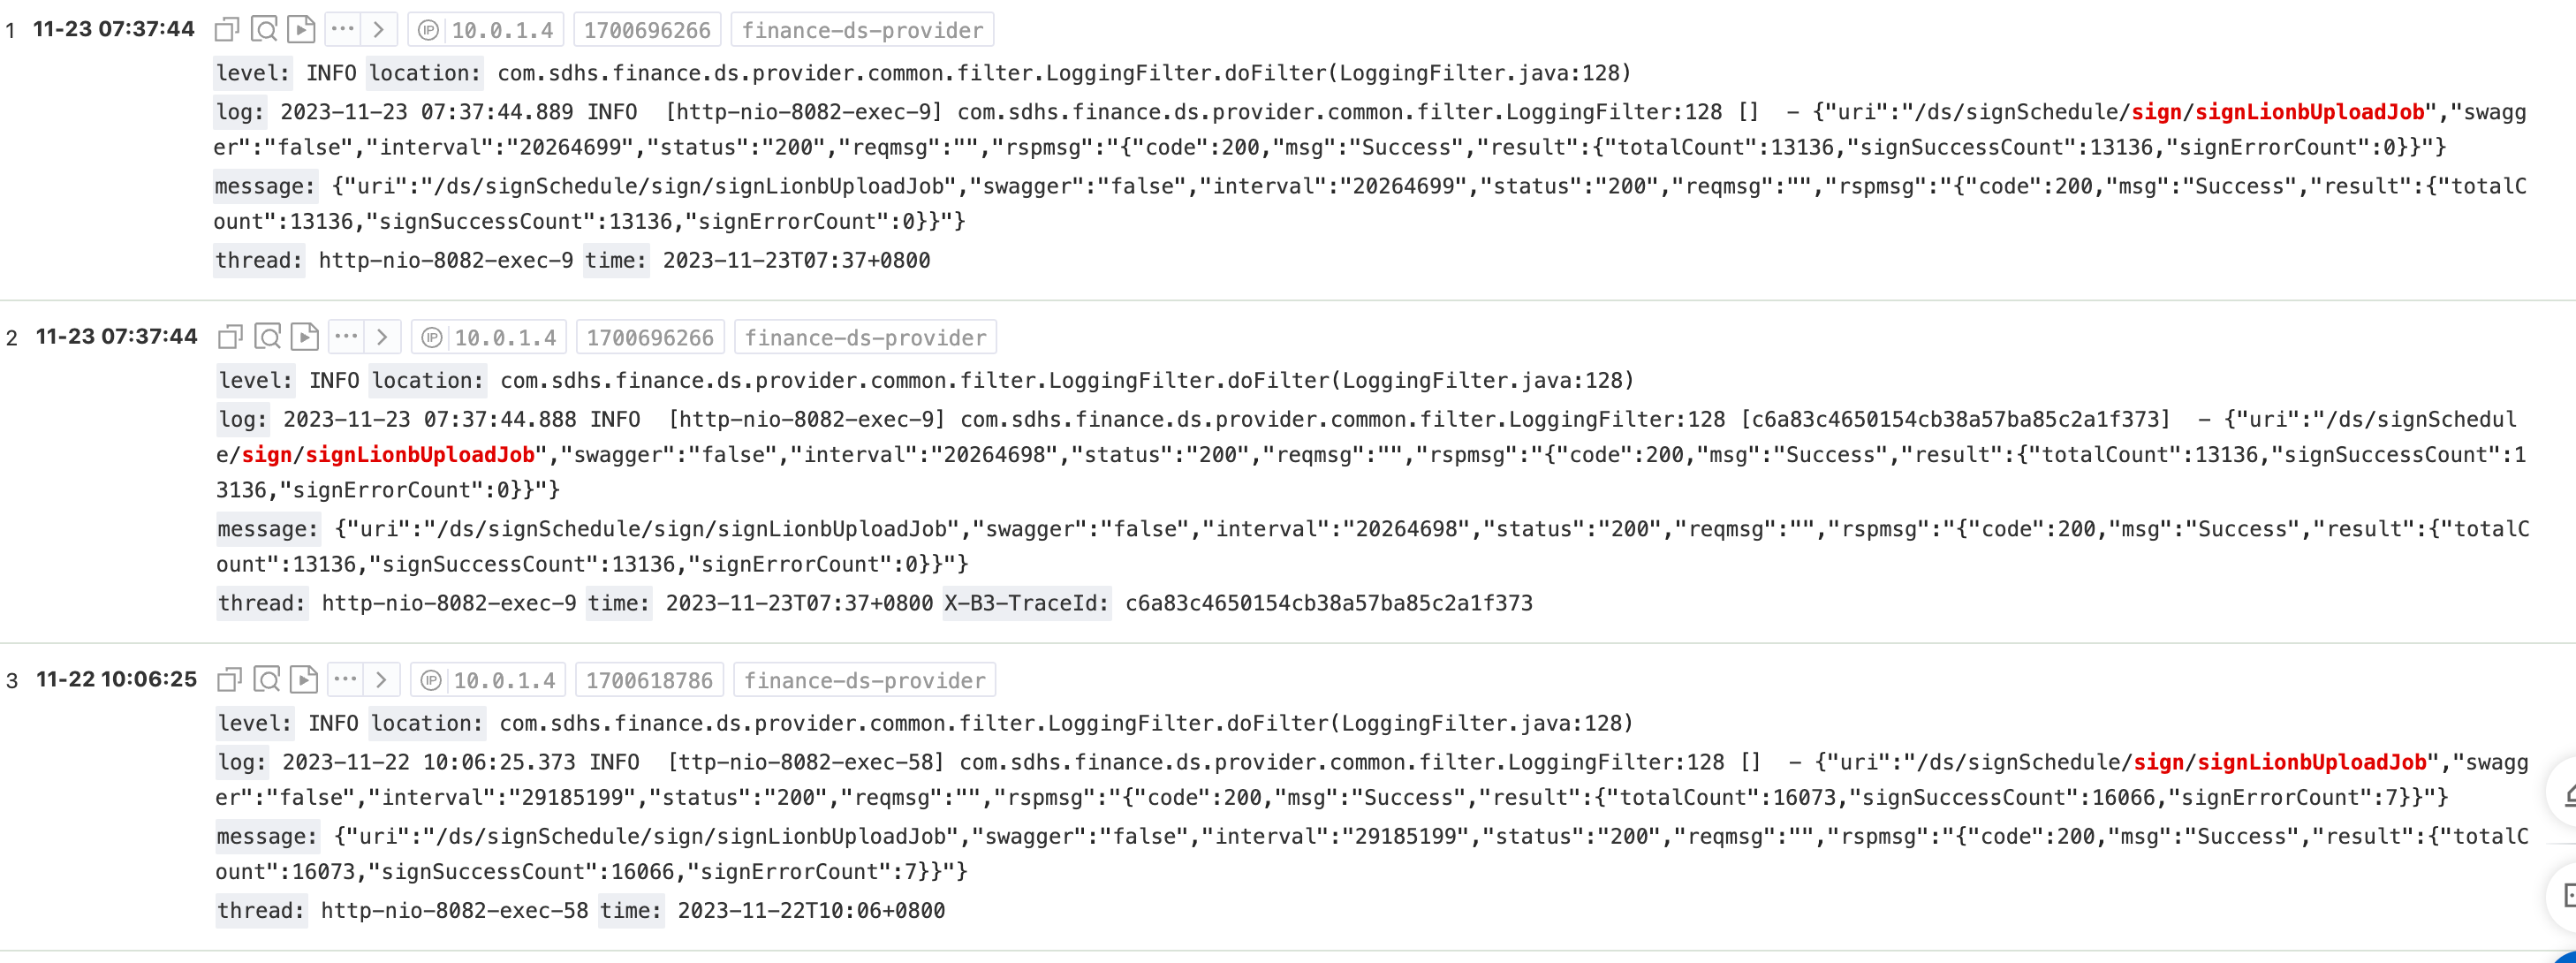 1 11-23 07:37:44 ··· > IP 10.0.1.4 1700696266 finance-ds-provider
level: INFO location: com.sdhs.finance.ds.provider.common.filter.LoggingFilter.doFilter(LoggingFilter.java:128)
log: 2023-11-23 07:37:44.889 INFO [http-nio-8082-exec-9] com.sdhs.finance.ds.provider.common.filter.LoggingFilter:128 [] - {"uri":"/ds/signSchedule/sign/signLionbUploadJob","swagg
er":"false","interval":"20264699","status":"200","reqmsg":"","rspmsg":"{"code":200,"msg":"Success","result":{"totalCount":13136,"signSuccessCount":13136,"signErrorCount":0}}"}
message: {"uri":"/ds/signSchedule/sign/signLionbUploadJob","swagger":"false","interval":"20264699","status":"200","reqmsg":"","rspmsg":"{"code":200,"msg":"Success","result":{"totalC
ount":13136,"signSuccessCount":13136,"signErrorCount":0}}"}
thread: http-nio-8082-exec-9 time: 2023-11-23T07:37+0800
2 11-23 07:37:44 ··· > IP 10.0.1.4 1700696266 finance-ds-provider
level: INFO location: com.sdhs.finance.ds.provider.common.filter.LoggingFilter.doFilter(LoggingFilter.java:128)
log: 2023-11-23 07:37:44.888 INFO [http-nio-8082-exec-9] com.sdhs.finance.ds.provider.common.filter.LoggingFilter:128 [c6a83c4650154cb38a57ba85c2a1f373] - {"uri":"/ds/signSchedul
e/sign/signLionbUploadJob","swagger":"false","interval":"20264698","status":"200","reqmsg":"","rspmsg":"{"code":200,"msg":"Success","result":{"totalCount":13136,"signSuccessCount":1
3136,"signErrorCount":0}}"}
message: {"uri":"/ds/signSchedule/sign/signLionbUploadJob","swagger":"false","interval":"20264698","status":"200","reqmsg":"","rspmsg":"{"code":200,"msg":"Success","result":{"totalC
ount":13136,"signSuccessCount":13136,"signErrorCount":0}}"}
thread: http-nio-8082-exec-9 time: 2023-11-23T07:37+0800 X-B3-TraceId: c6a83c4650154cb38a57ba85c2a1f373
3 11-22 10:06:25 ··· > IP 10.0.1.4 1700618786 finance-ds-provider
level: INFO location: com.sdhs.finance.ds.provider.common.filter.LoggingFilter.doFilter(LoggingFilter.java:128)
log: 2023-11-22 10:06:25.373 INFO [ttp-nio-8082-exec-58] com.sdhs.finance.ds.provider.common.filter.LoggingFilter:128 [] - {"uri":"/ds/signSchedule/sign/signLionbUploadJob","swagg
er":"false","interval":"29185199","status":"200","reqmsg":"","rspmsg":"{"code":200,"msg":"Success","result":{"totalCount":16073,"signSuccessCount":16066,"signErrorCount":7}}"}
message: {"uri":"/ds/signSchedule/sign/signLionbUploadJob","swagger":"false","interval":"29185199","status":"200","reqmsg":"","rspmsg":"{"code":200,"msg":"Success","result":{"totalC
ount":16073,"signSuccessCount":16066,"signErrorCount":7}}"}
thread: http-nio-8082-exec-58 time: 2023-11-22T10:06+0800